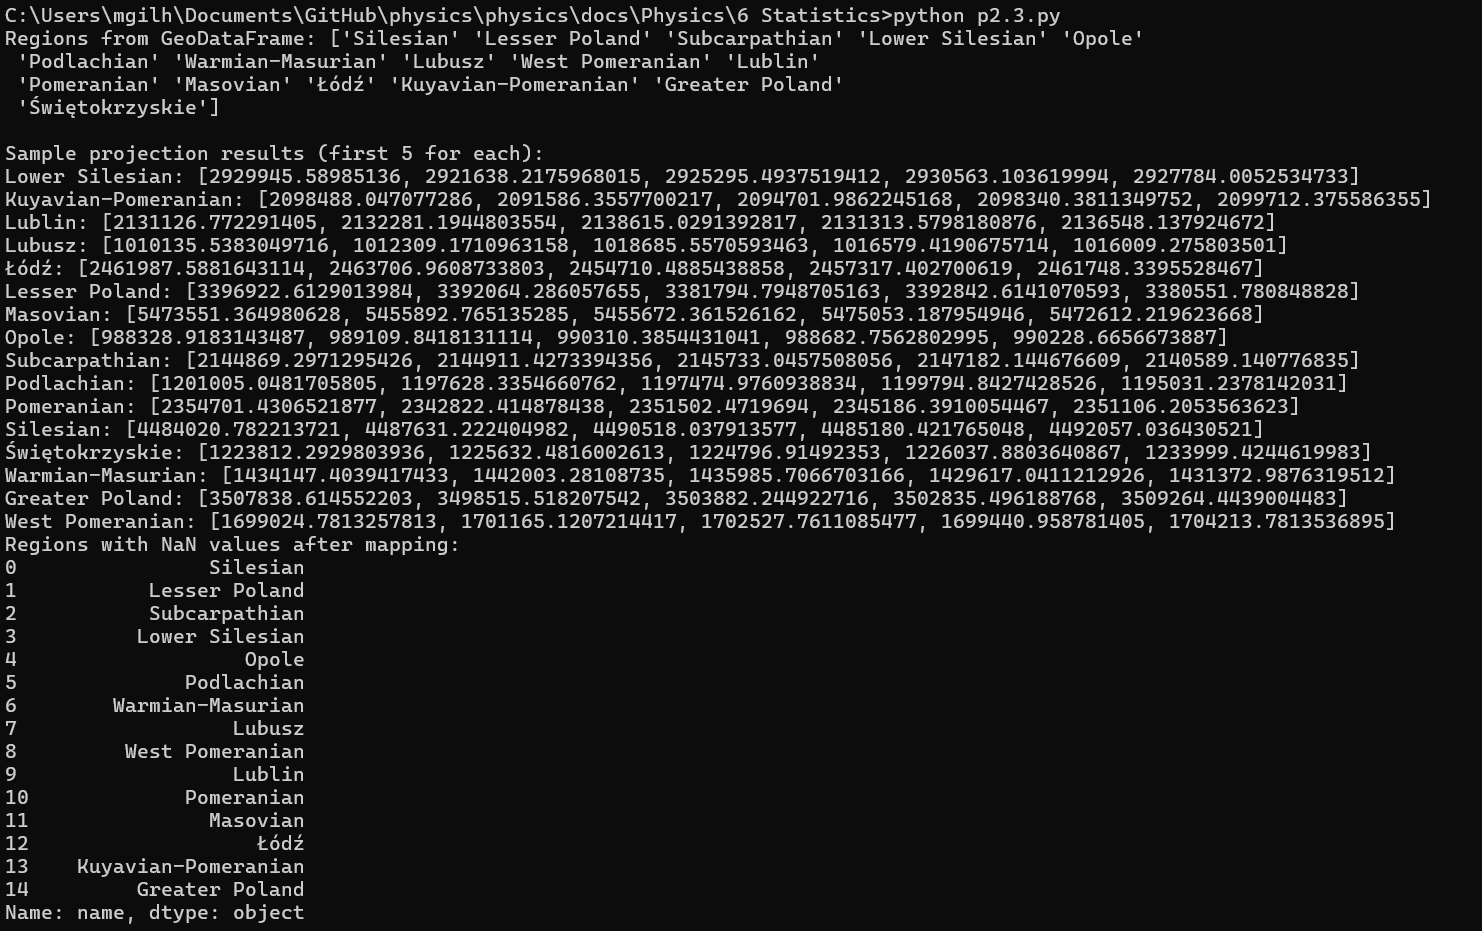 C:\Users\mgilh\Documents\GitHub\physics\physics\docs\Physics\6 Statistics>python p2.3.py
Regions from GeoDataFrame: ['Silesian' 'Lesser Poland' 'Subcarpathian' 'Lower Silesian' 'Opole'
 'Podlachian' 'Warmian-Masurian' 'Lubusz' 'West Pomeranian' 'Lublin'
 'Pomeranian' 'Masovian' 'Łódź' 'Kuyavian-Pomeranian' 'Greater Poland'
 'Świętokrzyskie']

Sample projection results (first 5 for each):
Lower Silesian: [2929945.58985136, 2921638.2175968015, 2925295.4937519412, 2930563.103619994, 2927784.0052534733]
Kuyavian-Pomeranian: [2098488.047077286, 2091586.3557700217, 2094701.9862245168, 2098340.3811349752, 2099712.375586355]
Lublin: [2131126.772291405, 2132281.1944803554, 2138615.0291392817, 2131313.5798180876, 2136548.137924672]
Lubusz: [1010135.5383049716, 1012309.1710963158, 1018685.5570593463, 1016579.4190675714, 1016009.275803501]
Łódź: [2461987.5881643114, 2463706.9608733803, 2454710.4885438858, 2457317.402700619, 2461748.3395528467]
Lesser Poland: [3396922.6129013984, 3392064.286057655, 3381794.7948705163, 3392842.6141070593, 3380551.780848828]
Masovian: [5473551.364980628, 5455892.765135285, 5455672.361526162, 5475053.187954946, 5472612.219623668]
Opole: [988328.9183143487, 989109.8418131114, 990310.3854431041, 988682.7562802995, 990228.6656673887]
Subcarpathian: [2144869.2971295426, 2144911.4273394356, 2145733.0457508056, 2147182.144676609, 2140589.140776835]
Podlachian: [1201005.0481705805, 1197628.3354660762, 1197474.9760938834, 1199794.8427428526, 1195031.2378142031]
Pomeranian: [2354701.4306521877, 2342822.414878438, 2351502.4719694, 2345186.3910054467, 2351106.2053563623]
Silesian: [4484020.782213721, 4487631.222404982, 4490518.037913577, 4485180.421765048, 4492057.036430521]
Świętokrzyskie: [1223812.2929803936, 1225632.4816002613, 1224796.91492353, 1226037.8803640867, 1233999.4244619983]
Warmian-Masurian: [1434147.4039417433, 1442003.28108735, 1435985.7066703166, 1429617.0411212926, 1431372.9876319512]
Greater Poland: [3507838.614552203, 3498515.518207542, 3503882.244922716, 3502835.496188768, 3509264.4439004483]
West Pomeranian: [1699024.7813257813, 1701165.1207214417, 1702527.7611085477, 1699440.958781405, 1704213.7813536895]
Regions with NaN values after mapping:
0                Silesian
1           Lesser Poland
2           Subcarpathian
3          Lower Silesian
4                   Opole
5              Podlachian
6        Warmian-Masurian
7                  Lubusz
8         West Pomeranian
9                  Lublin
10             Pomeranian
11               Masovian
12                   Łódź
13    Kuyavian-Pomeranian
14         Greater Poland
Name: name, dtype: object